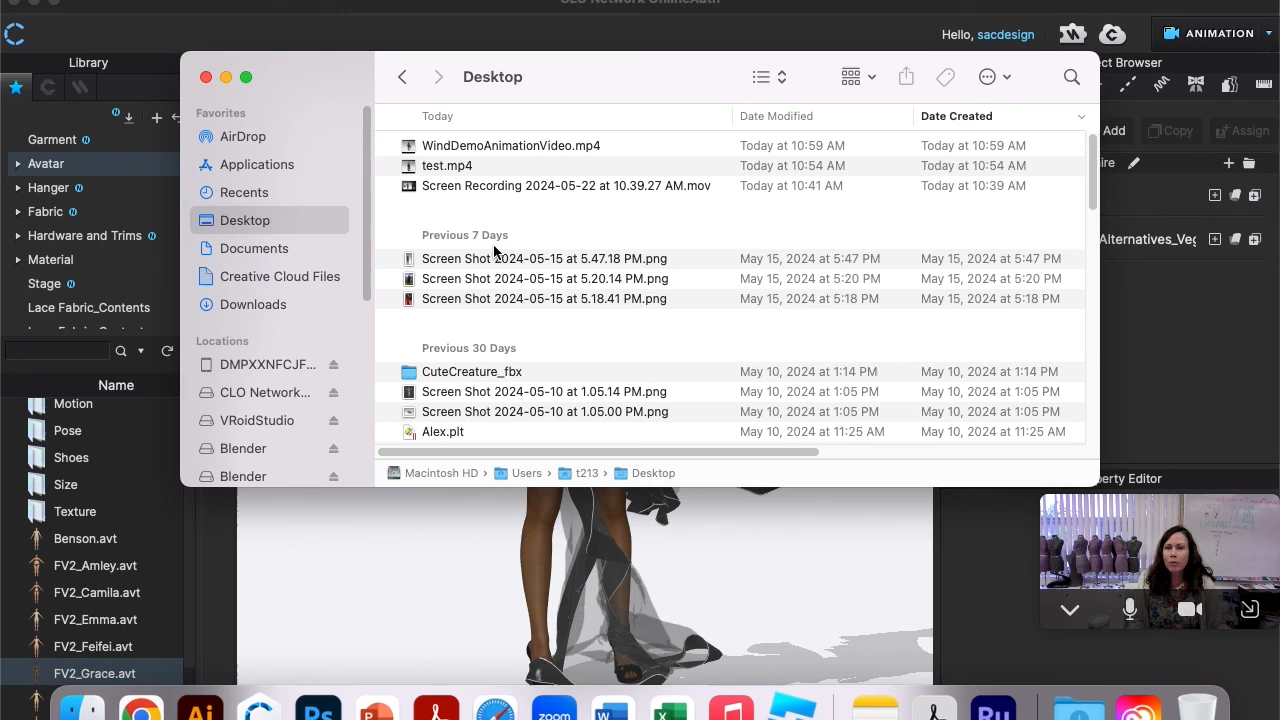 CLO Network OnlineAuth
Hello, sacdesign
ANIMATION
Library
Desktop
ect Browser
Favorites
AirDrop
Applications
Recents
Desktop
Documents
Creative Cloud Files
Downloads
Locations
DMPXXNFCJF...
CLO Network...
VRoidStudio
Blender
Blender
Today Date Modified Date Created
WindDemoAnimationVideo.mp4 Today at 10:59 AM Today at 10:59 AM
test.mp4 Today at 10:54 AM Today at 10:54 AM
Screen Recording 2024-05-22 at 10.39.27 AM.mov Today at 10:41 AM Today at 10:39 AM
Previous 7 Days
Screen Shot 2024-05-15 at 5.47.18 PM.png May 15, 2024 at 5:47 PM May 15, 2024 at 5:47 PM
Screen Shot 2024-05-15 at 5.20.14 PM.png May 15, 2024 at 5:20 PM May 15, 2024 at 5:20 PM
Screen Shot 2024-05-15 at 5.18.41 PM.png May 15, 2024 at 5:18 PM May 15, 2024 at 5:18 PM
Previous 30 Days
CuteCreature_fbx May 10, 2024 at 1:14 PM May 10, 2024 at 1:14 PM
Screen Shot 2024-05-10 at 1.05.14 PM.png May 10, 2024 at 1:05 PM May 10, 2024 at 1:05 PM
Screen Shot 2024-05-10 at 1.05.00 PM.png May 10, 2024 at 1:05 PM May 10, 2024 at 1:05 PM
Alex.plt May 10, 2024 at 11:25 AM May 10, 2024 at 11:25 AM
Macintosh HD › Users › t213 › Desktop
Garment
Avatar
Hanger
Fabric
Hardware and Trims
Material
Stage
Lace Fabric_Contents
Name
Motion
Pose
Shoes
Size
Texture
Benson.avt
FV2_Amley.avt
FV2_Camila.avt
FV2_Emma.avt
FV2_Feifei.avt
FV2_Grace.avt
Add Copy Assign
ire
Alternatives_Veg
perty Editor
Ai
Ps
zoom
Ru